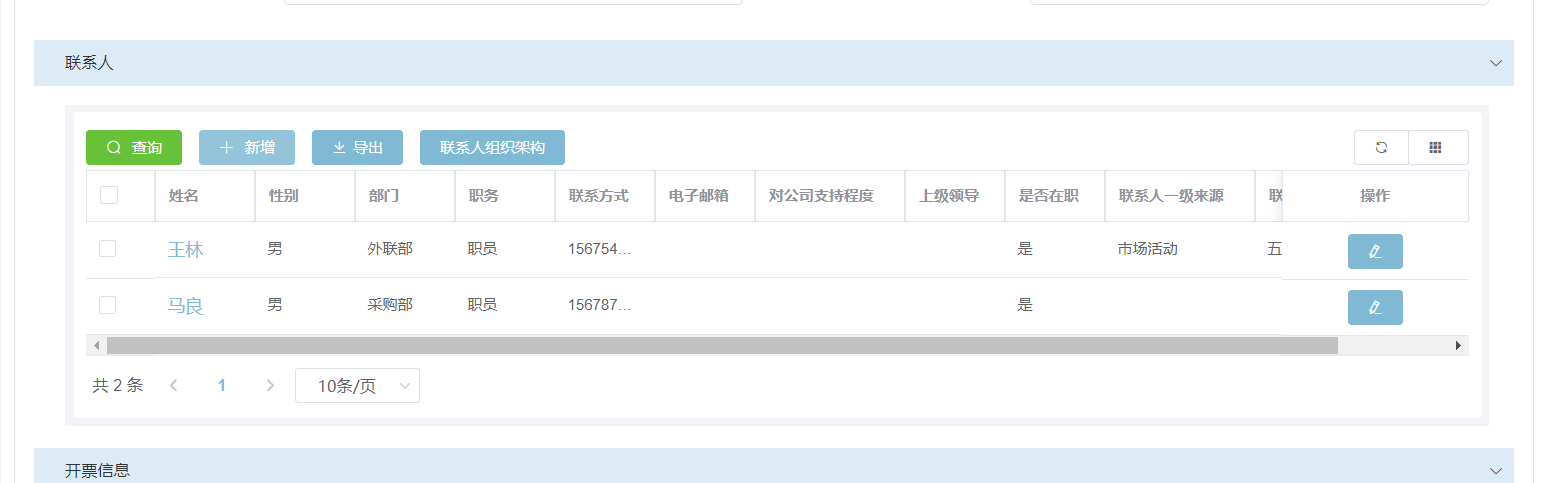 联系人
查询 新增 导出 联系人组织架构
姓名 性别 部门 职务 联系方式 电子邮箱 对公司支持程度 上级领导 是否在职 联系人一级来源 联 操作
王林 男 外联部 职员 156754... 是 市场活动 五
马良 男 采购部 职员 156787... 是
共 2 条 1 10条/页
开票信息